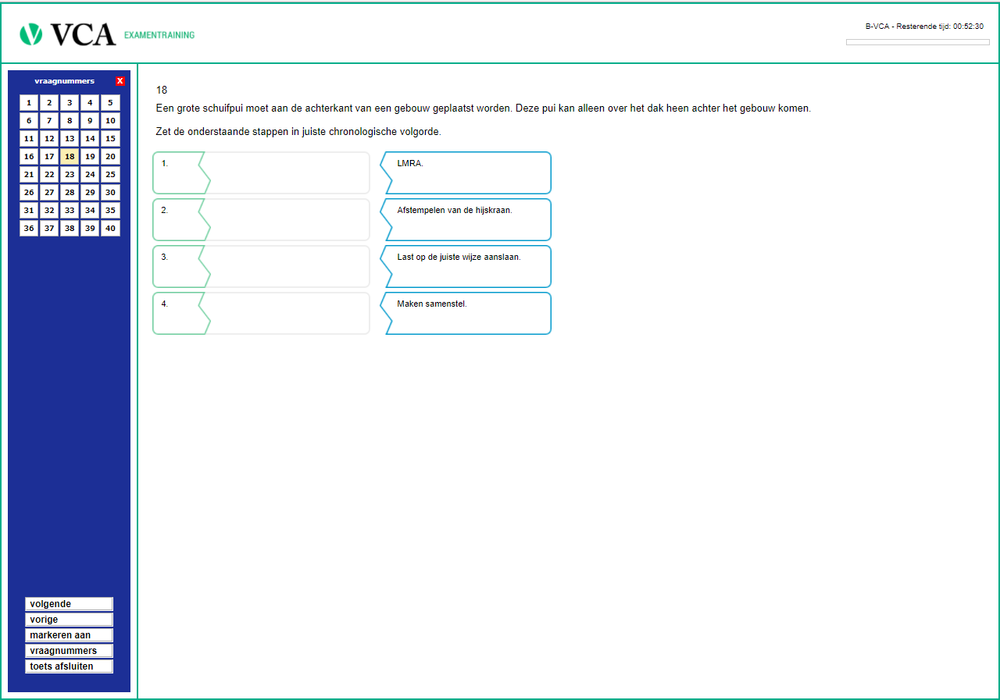 VCA EXAMENTRAINING
B-VCA - Resterende tijd: 00:52:30
vraagnummers X
1 2 3 4 5
6 7 8 9 10
11 12 13 14 15
16 17 18 19 20
21 22 23 24 25
26 27 28 29 30
31 32 33 34 35
36 37 38 39 40
volgende
vorige
markeren aan
vraagnummers
toets afsluiten
18
Een grote schuifpui moet aan de achterkant van een gebouw geplaatst worden. Deze pui kan alleen over het dak heen achter het gebouw komen.
Zet de onderstaande stappen in juiste chronologische volgorde.
1. LMRA.
2. Afstempelen van de hijskraan.
3. Last op de juiste wijze aanslaan.
4. Maken samenstel.